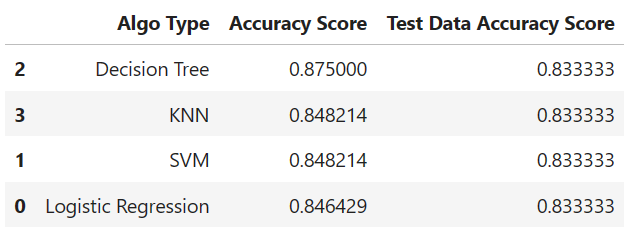 Algo Type Accuracy Score Test Data Accuracy Score
2 Decision Tree 0.875000 0.833333
3 KNN 0.848214 0.833333
1 SVM 0.848214 0.833333
0 Logistic Regression 0.846429 0.833333